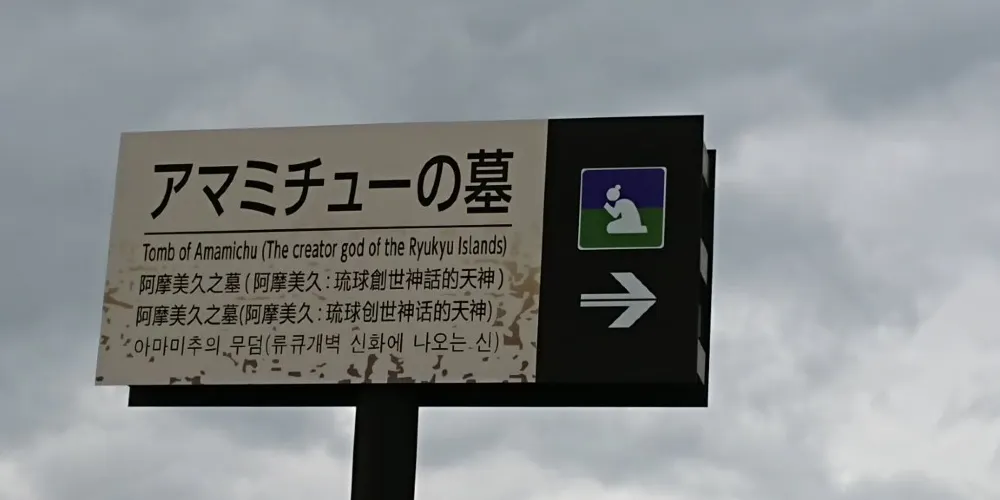 アマミチューの墓
Tomb of Amamichu (The creator god of the Ryukyu Islands)
阿摩美久之墓(阿摩美久:琉球創世神話的天神)
阿摩美久之墓(阿摩美久:琉球创世神话的天神)
아마미추의 무덤(류큐개벽 신화에 나오는 신)